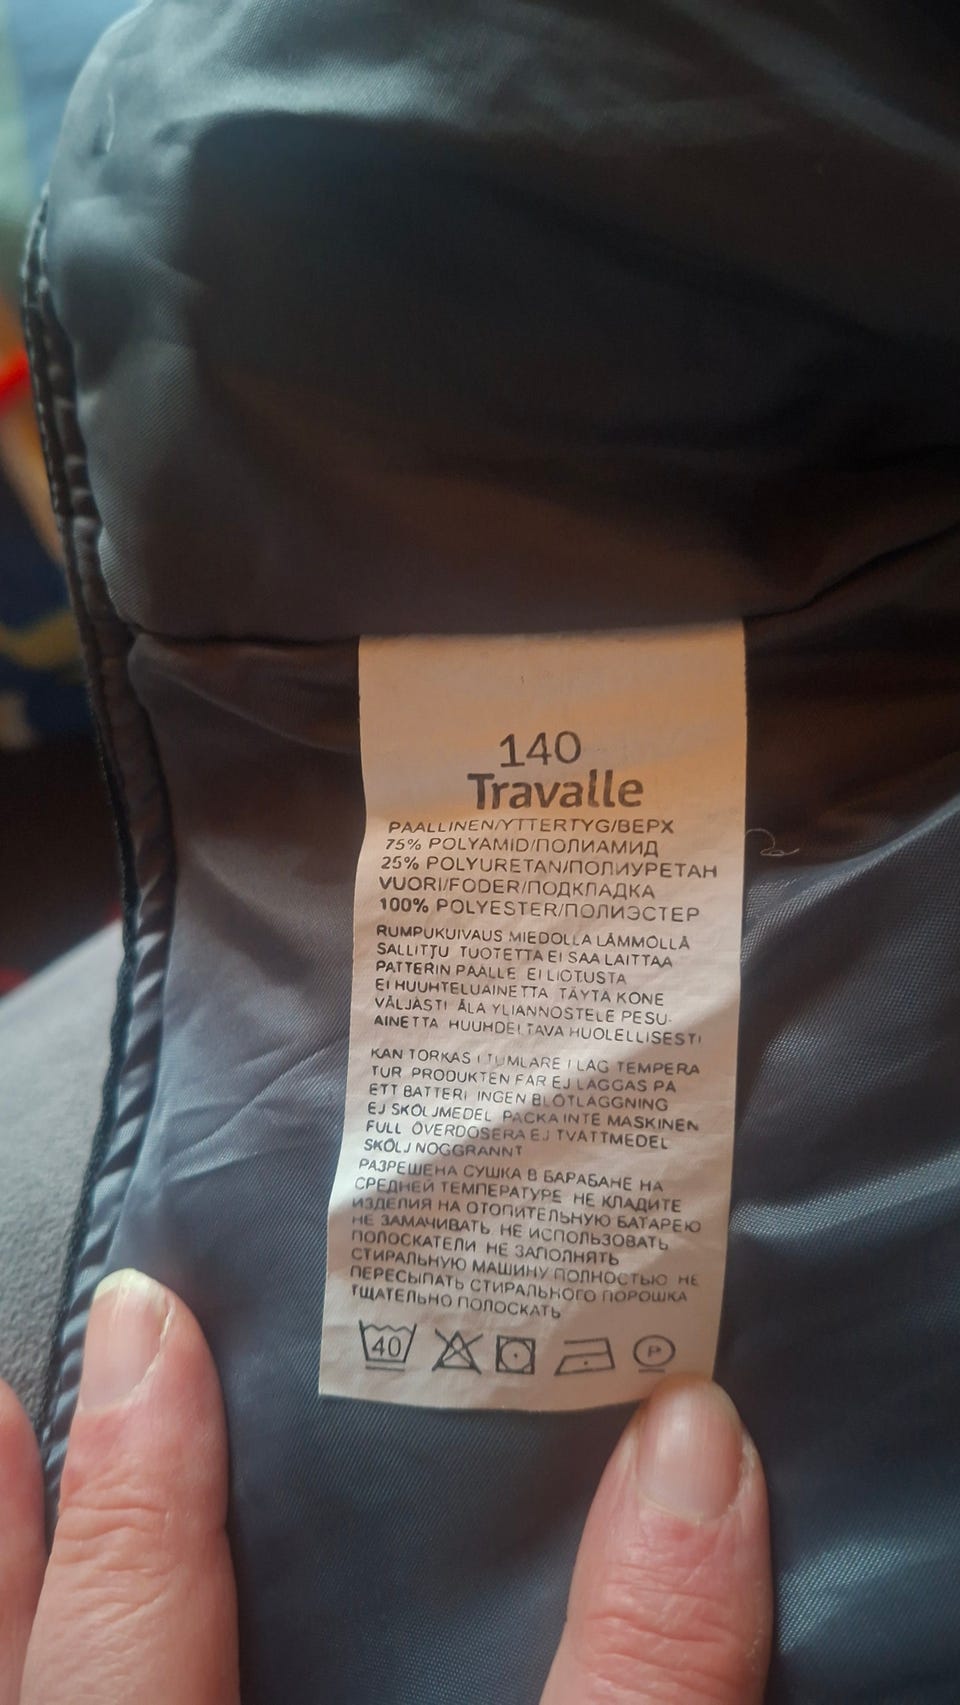 140
Travalle
PÄÄLLINEN/YTTERTYG/ВЕРХ
75% POLYAMID/ПОЛИАМИД
25% POLYURETAN/ПОЛИУРЕТАН
VUORI/FODER/ПОДКЛАДКА
100% POLYESTER/ПОЛИЭСТЕР
RUMPUKUIVAUS MIEDOLLA LÄMMÖLLÄ
SALLITTU TUOTETTA EI SAA LAITTAA
PATTERIN PÄÄLLE EI LIOTUSTA
EI HUUHTELUAINETTA TÄYTÄ KONE
VÄLJÄSTI ÄLÄ YLIANNOSTELE PESU-
AINETTA HUUHDELTAVA HUOLELLISESTI
KAN TORKAS I TUMLARE I LÅG TEMPERA
TUR PRODUKTEN FÅR EJ LÄGGAS PÅ
ETT BATTERI INGEN BLÖTLÄGGNING
EJ SKÖLJMEDEL PACKA INTE MASKINEN
FULL ÖVERDOSERA EJ TVÄTTMEDEL
SKÖLJ NOGGRANNT
РАЗРЕШЕНА СУШКА В БАРАБАНЕ НА
СРЕДНЕЙ ТЕМПЕРАТУРЕ НЕ КЛАДИТЕ
ИЗДЕЛИЯ НА ОТОПИТЕЛЬНУЮ БАТАРЕЮ
НЕ ЗАМАЧИВАТЬ. НЕ ИСПОЛЬЗОВАТЬ
ПОЛОСКАТЕЛИ НЕ ЗАПОЛНЯТЬ
СТИРАЛЬНУЮ МАШИНУ ПОЛНОСТЬЮ НЕ
ПЕРЕСЫПАТЬ СТИРАЛЬНОГО ПОРОШКА
ТЩАТЕЛЬНО ПОЛОСКАТЬ
40 P